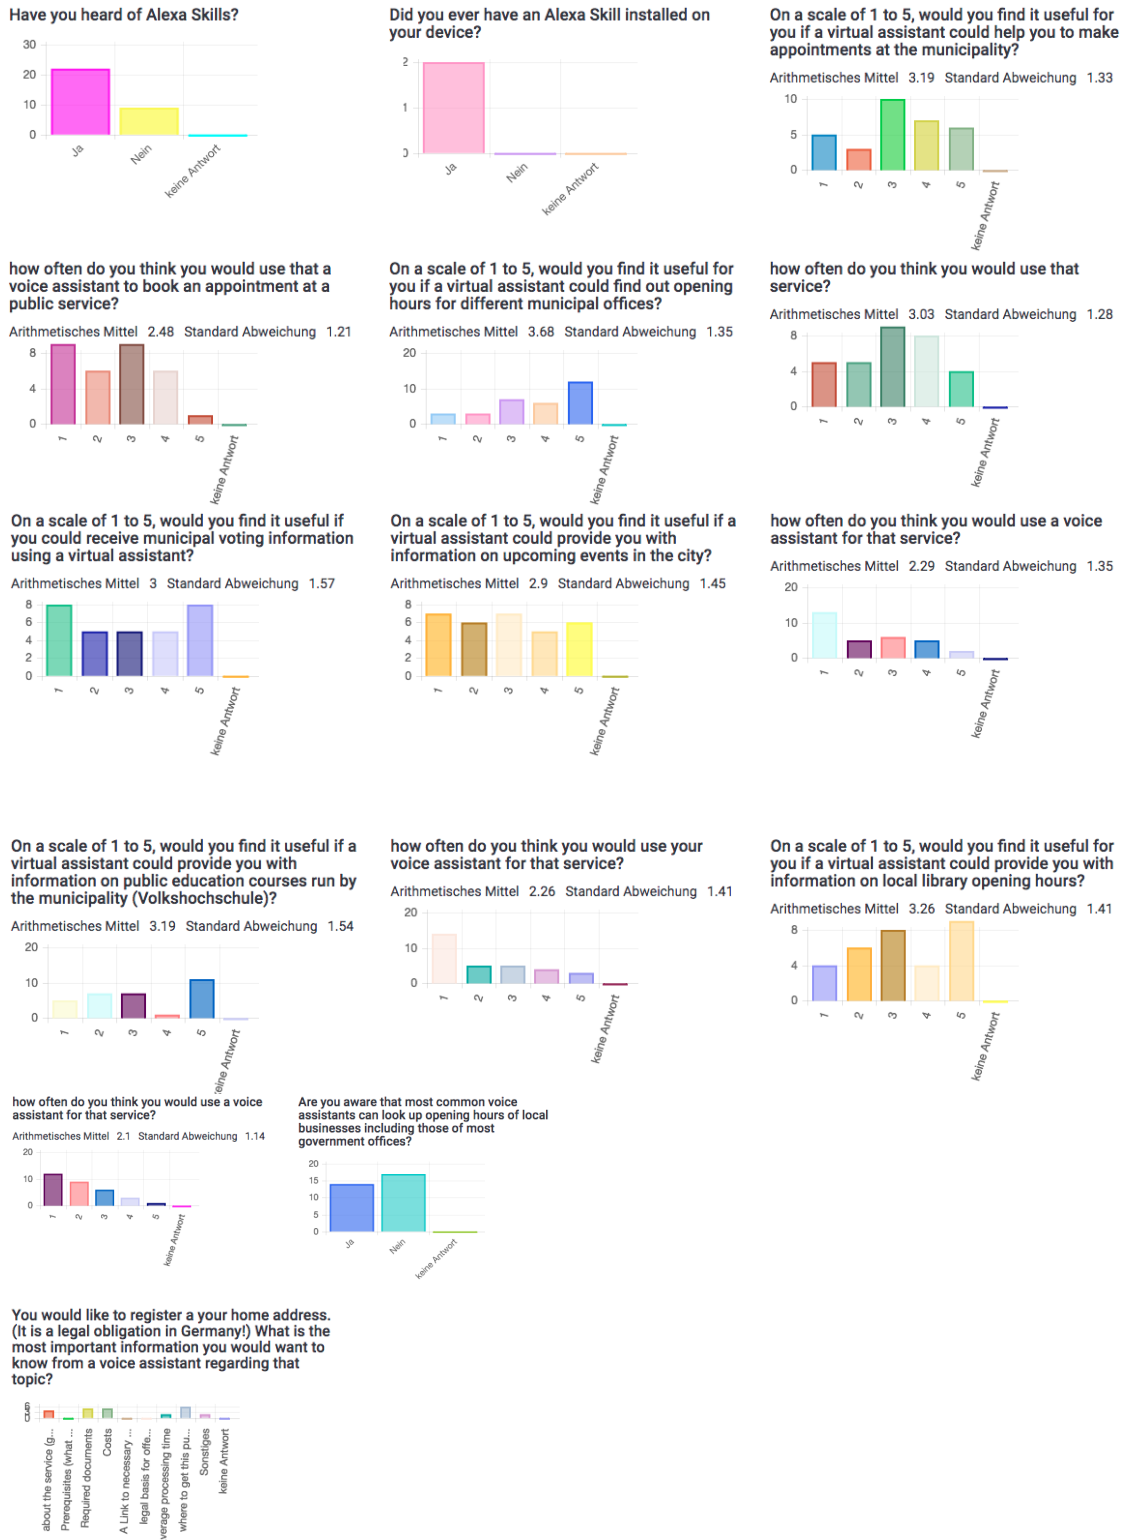 Have you heard of Alexa Skills?
30
20
10
0
Ja
Nein
keine Antwort
Did you ever have an Alexa Skill installed on
your device?
2
1
0
Ja
Nein
keine Antwort
On a scale of 1 to 5, would you find it useful for
you if a virtual assistant could help you to make
appointments at the municipality?
Arithmetisches Mittel 3.19 Standard Abweichung 1.33
10
5
0
1
2
3
4
5
keine Antwort
how often do you think you would use that a
voice assistant to book an appointment at a
public service?
Arithmetisches Mittel 2.48 Standard Abweichung 1.21
8
4
0
1
2
3
4
5
keine Antwort
On a scale of 1 to 5, would you find it useful for
you if a virtual assistant could find out opening
hours for different municipal offices?
Arithmetisches Mittel 3.68 Standard Abweichung 1.35
20
10
0
1
2
3
4
5
keine Antwort
how often do you think you would use that
service?
Arithmetisches Mittel 3.03 Standard Abweichung 1.28
8
4
0
1
2
3
4
5
keine Antwort
On a scale of 1 to 5, would you find it useful if
you could receive municipal voting information
using a virtual assistant?
Arithmetisches Mittel 3 Standard Abweichung 1.57
8
6
4
2
0
1
2
3
4
5
keine Antwort
On a scale of 1 to 5, would you find it useful if a
virtual assistant could provide you with
information on upcoming events in the city?
Arithmetisches Mittel 2.9 Standard Abweichung 1.45
8
6
4
2
0
1
2
3
4
5
keine Antwort
how often do you think you would use a voice
assistant for that service?
Arithmetisches Mittel 2.29 Standard Abweichung 1.35
20
10
0
1
2
3
4
5
keine Antwort
On a scale of 1 to 5, would you find it useful if a
virtual assistant could provide you with
information on public education courses run by
the municipality (Volkshochschule)?
Arithmetisches Mittel 3.19 Standard Abweichung 1.54
20
10
0
1
2
3
4
5
eine Antwort
how often do you think you would use your
voice assistant for that service?
Arithmetisches Mittel 2.26 Standard Abweichung 1.41
20
10
0
1
2
3
4
5
keine Antwort
On a scale of 1 to 5, would you find it useful for
you if a virtual assistant could provide you with
information on local library opening hours?
Arithmetisches Mittel 3.26 Standard Abweichung 1.41
8
4
0
1
2
3
4
5
keine Antwort
how often do you think you would use a voice
assistant for that service?
Arithmetisches Mittel 2.1 Standard Abweichung 1.14
20
10
0
1
2
3
4
5
keine Antwort
Are you aware that most common voice
assistants can look up opening hours of local
businesses including those of most
government offices?
20
15
10
5
0
Ja
Nein
keine Antwort
You would like to register a your home address.
(It is a legal obligation in Germany!) What is the
most important information you would want to
know from a voice assistant regarding that
topic?
6
0
about the service (g...
Prerequisites (what ...
Required documents
Costs
A Link to necessary ...
legal basis for offe...
verage processing time
where to get this pu...
Sonstiges
keine Antwort